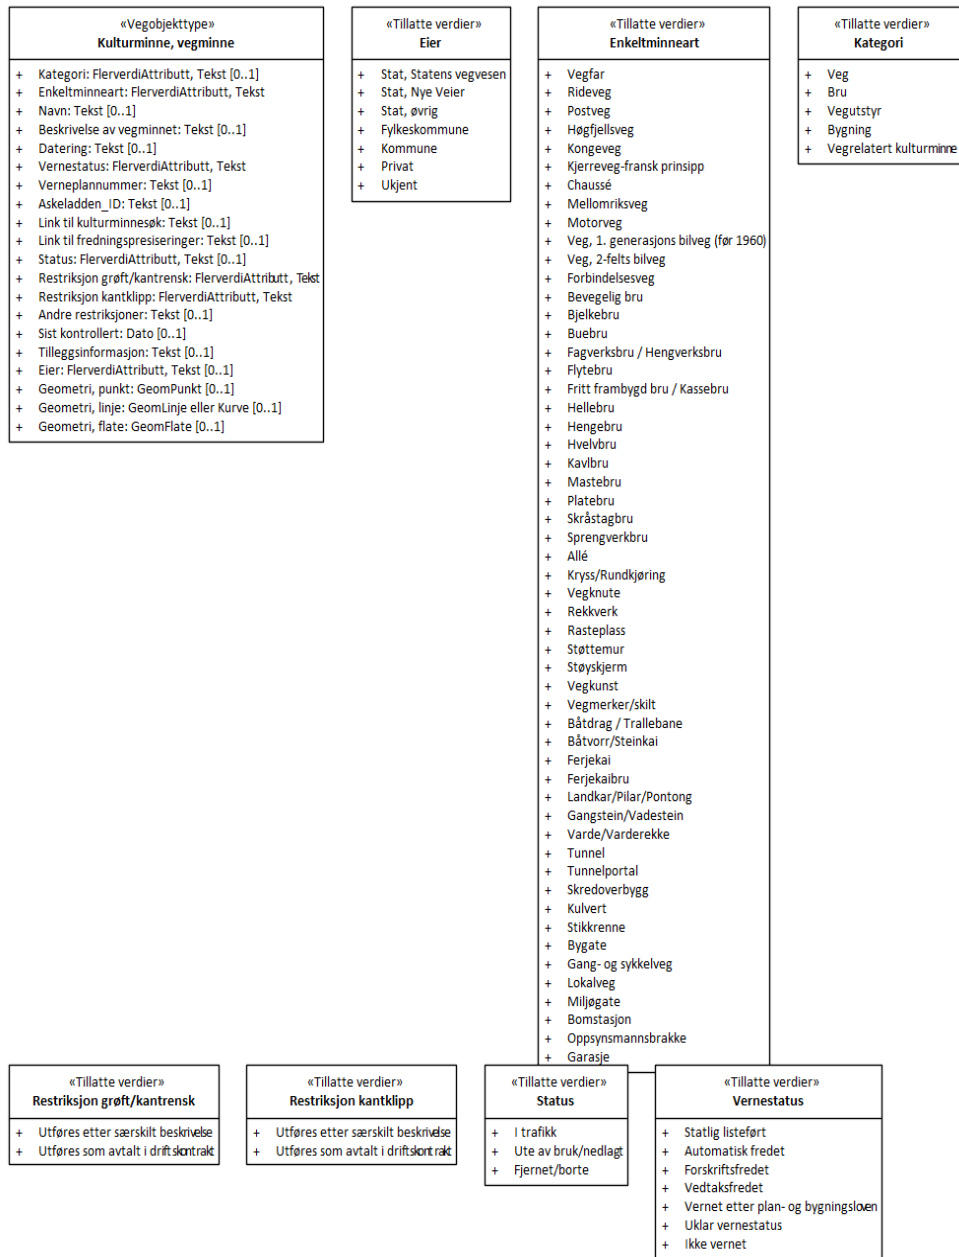 «Vegobjekttype»
Kulturminne, vegminne
+ Kategori: FlerverdiAttributt, Tekst [0..1]
+ Enkeltminneart: FlerverdiAttributt, Tekst
+ Navn: Tekst [0..1]
+ Beskrivelse av vegminnet: Tekst [0..1]
+ Datering: Tekst [0..1]
+ Vernestatus: FlerverdiAttributt, Tekst
+ Verneplannummer: Tekst [0..1]
+ Askeladden_ID: Tekst [0..1]
+ Link til kulturminnesøk: Tekst [0..1]
+ Link til fredningspresiseringer: Tekst [0..1]
+ Status: FlerverdiAttributt, Tekst [0..1]
+ Restriksjon grøft/kantrensk: FlerverdiAttributt, Tekst
+ Restriksjon kantklipp: FlerverdiAttributt, Tekst
+ Andre restriksjoner: Tekst [0..1]
+ Sist kontrollert: Dato [0..1]
+ Tilleggsinformasjon: Tekst [0..1]
+ Eier: FlerverdiAttributt, Tekst [0..1]
+ Geometri, punkt: GeomPunkt [0..1]
+ Geometri, linje: GeomLinje eller Kurve [0..1]
+ Geometri, flate: GeomFlate [0..1]
«Tillatte verdier»
Eier
+ Stat, Statens vegvesen
+ Stat, Nye Veier
+ Stat, øvrig
+ Fylkeskommune
+ Kommune
+ Privat
+ Ukjent
«Tillatte verdier»
Enkeltminneart
+ Vegfar
+ Rideveg
+ Postveg
+ Høgfjellsveg
+ Kongeveg
+ Kjerreveg-fransk prinsipp
+ Chaussé
+ Mellomriksveg
+ Motorveg
+ Veg, 1. generasjons bilveg (før 1960)
+ Veg, 2-felts bilveg
+ Forbindelsesveg
+ Bevegelig bru
+ Bjelkebru
+ Buebru
+ Fagverksbru / Hengverksbru
+ Flytebru
+ Fritt frambygd bru / Kassebru
+ Hellebru
+ Hengebru
+ Hvelvbru
+ Kavlbru
+ Mastebru
+ Platebru
+ Skråstagbru
+ Sprengverkbru
+ Allé
+ Kryss/Rundkjøring
+ Vegknute
+ Rekkverk
+ Rasteplass
+ Støttemur
+ Støyskjerm
+ Vegkunst
+ Vegmerker/skilt
+ Båtdrag / Trallebane
+ Båtvorr/Steinkai
+ Ferjekai
+ Ferjekaibru
+ Landkar/Pilar/Pontong
+ Gangstein/Vadestein
+ Varde/Varderekke
+ Tunnel
+ Tunnelportal
+ Skredoverbygg
+ Kulvert
+ Stikkrenne
+ Bygate
+ Gang- og sykkelveg
+ Lokalveg
+ Miljøgate
+ Bomstasjon
+ Oppsynsmannsbrakke
+ Garasje
«Tillatte verdier»
Kategori
+ Veg
+ Bru
+ Vegutstyr
+ Bygning
+ Vegrelatert kulturminne
«Tillatte verdier»
Restriksjon grøft/kantrensk
+ Utføres etter særskilt beskrivelse
+ Utføres som avtalt i driftskontrakt
«Tillatte verdier»
Restriksjon kantklipp
+ Utføres etter særskilt beskrivelse
+ Utføres som avtalt i driftskontrakt
«Tillatte verdier»
Status
+ I trafikk
+ Ute av bruk/nedlagt
+ Fjernet/borte
«Tillatte verdier»
Vernestatus
+ Statlig listeført
+ Automatisk fredet
+ Forskriftsfredet
+ Vedtaksfredet
+ Vernet etter plan- og bygningsloven
+ Uklar vernestatus
+ Ikke vernet